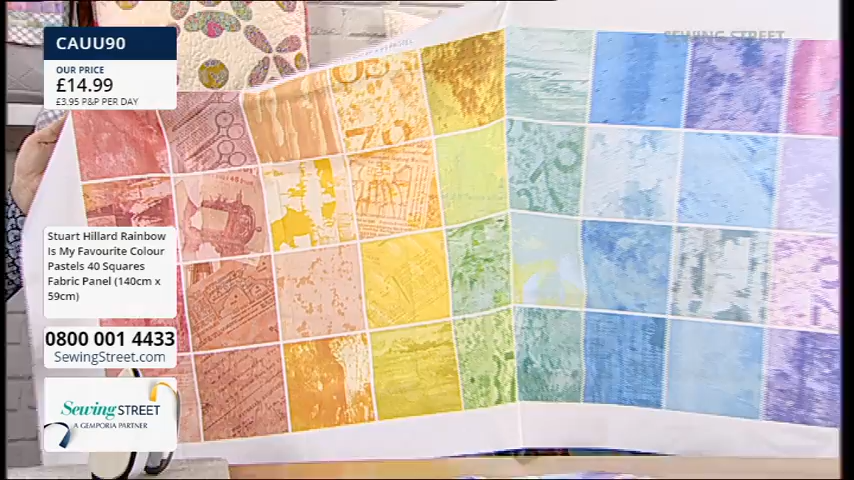 SEWING STREET
CAUU90
OUR PRICE
£14.99
£3.95 P&P PER DAY
Stuart Hillard Rainbow
Is My Favourite Colour
Pastels 40 Squares
Fabric Panel (140cm x
59cm)
0800 001 4433
SewingStreet.com
Sewing STREET
A GEMPORIA PARTNER